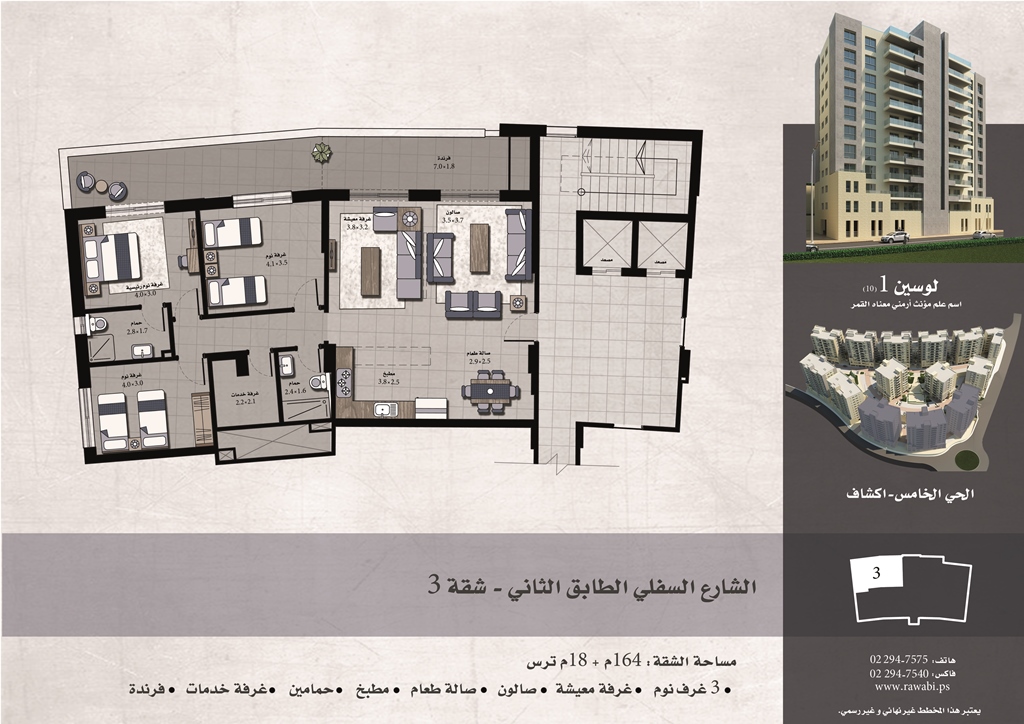 فرندة
7.0*1.8
صالون
3.5*3.7
غرفة معيشة
3.8*3.2
غرفة نوم
4.1*3.5
غرفة نوم رئيسية
4.0*3.0
مصعد
مصعد
حمام
2.8*1.7
صالة طعام
2.9*2.5
مطبخ
3.8*2.5
غرفة نوم
4.0*3.0
حمام
2.4*1.6
غرفة خدمات
2.2*2.1
لوسين 1 (10)
اسم علم مؤنث أرمني معناه القمر
الحي الخامس-اكشاف
3
الشارع السفلي الطابق الثاني - شقة 3
مساحة الشقة: 164م + 18م ترس
• 3 غرف نوم • غرفة معيشة • صالون • صالة طعام • مطبخ • حمامين • غرفة خدمات • فرندة
هاتف: 02 294-7575
فاكس: 02 294-7540
www.rawabi.ps
يعتبر هذا المخطط غير نهائي و غير رسمي.